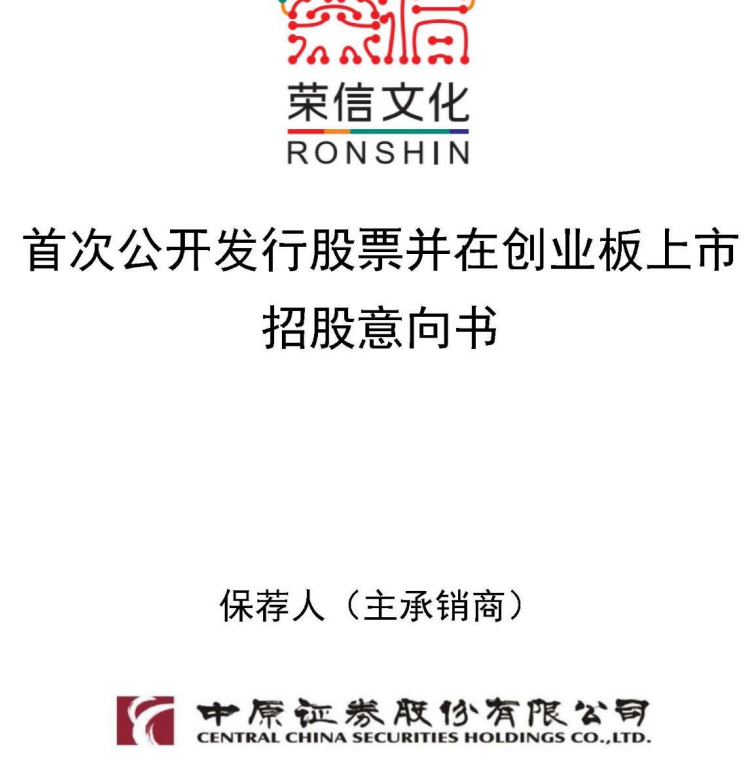 荣信
荣信文化
RONSHIN
首次公开发行股票并在创业板上市
招股意向书
保荐人（主承销商）
中原证券股份有限公司
CENTRAL CHINA SECURITIES HOLDINGS CO.,LTD.